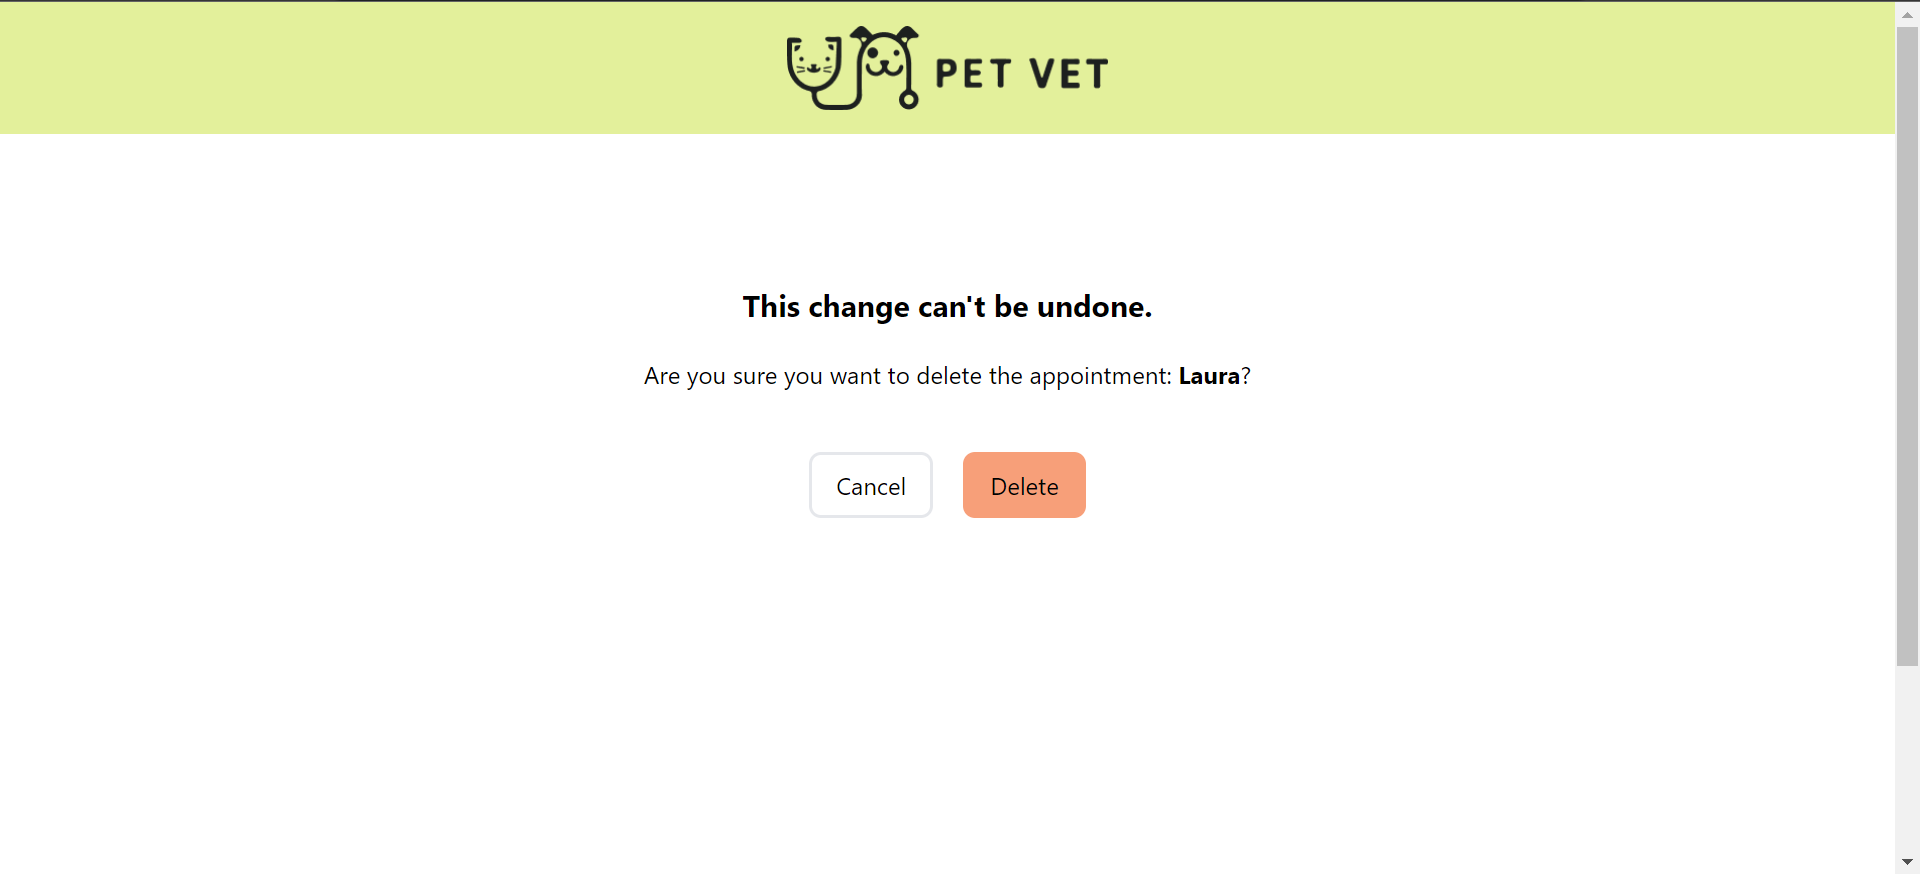 PET VET
This change can't be undone.
Are you sure you want to delete the appointment: Laura?
Cancel
Delete